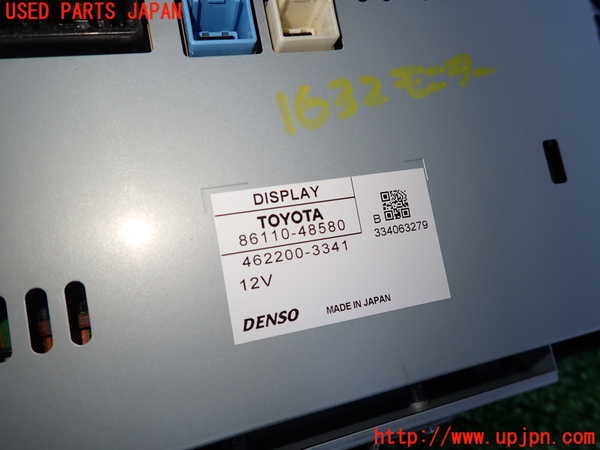 USED PARTS JAPAN
1632モニター
DISPLAY
TOYOTA
86110-48580
462200-3341
12V
B
334063279
DENSO
MADE IN JAPAN
http://www.upjpn.com/